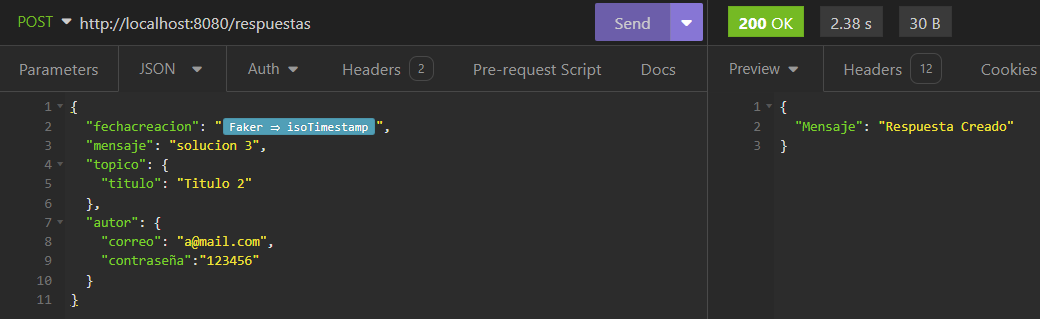 POST http://localhost:8080/respuestas Send 200 OK 2.38 s 30 B
Parameters JSON Auth Headers 2 Pre-request Script Docs Preview Headers 12 Cookies
1 {
2 "fechacreacion": " Faker ⇒ isoTimestamp ",
3 "mensaje": "solucion 3",
4 "topico": {
5 "titulo": "Titulo 2"
6 },
7 "autor": {
8 "correo": "a@mail.com",
9 "contraseña":"123456"
10 }
11 }
1 {
2 "Mensaje": "Respuesta Creado"
3 }